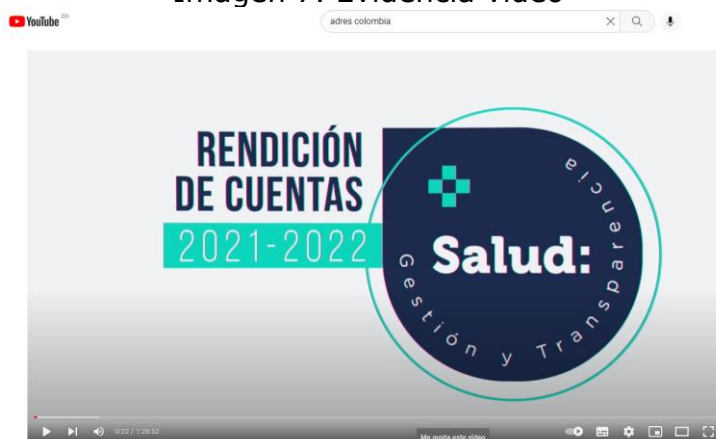 Imagen 7. Evidencia video
YouTube CO
adres colombia
RENDICIÓN
DE CUENTAS
2021-2022
Salud:
Gestión y Transparencia
0:22 / 1:28:52
Me gusta este video